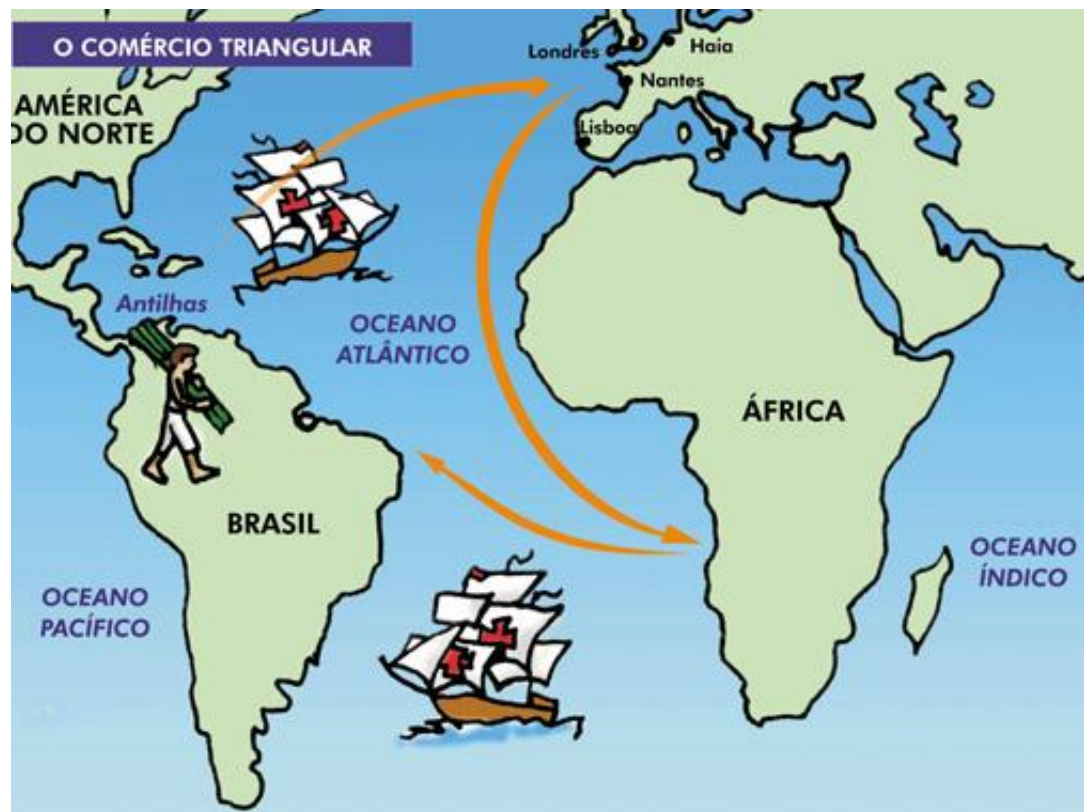 O COMÉRCIO TRIANGULAR
Londres
Haia
Nantes
Lisboa
AMÉRICA
DO NORTE
Antilhas
OCEANO
ATLÂNTICO
ÁFRICA
BRASIL
OCEANO
PACÍFICO
OCEANO
ÍNDICO